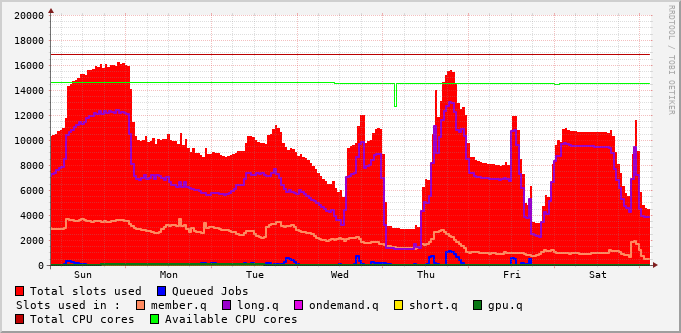 RRDTOOL / TOBI OETIKER
20000
18000
16000
14000
12000
10000
8000
6000
4000
2000
0
Sun Mon Tue Wed Thu Fri Sat
Total slots used Queued Jobs
Slots used in : member.q long.q ondemand.q short.q gpu.q
Total CPU cores Available CPU cores